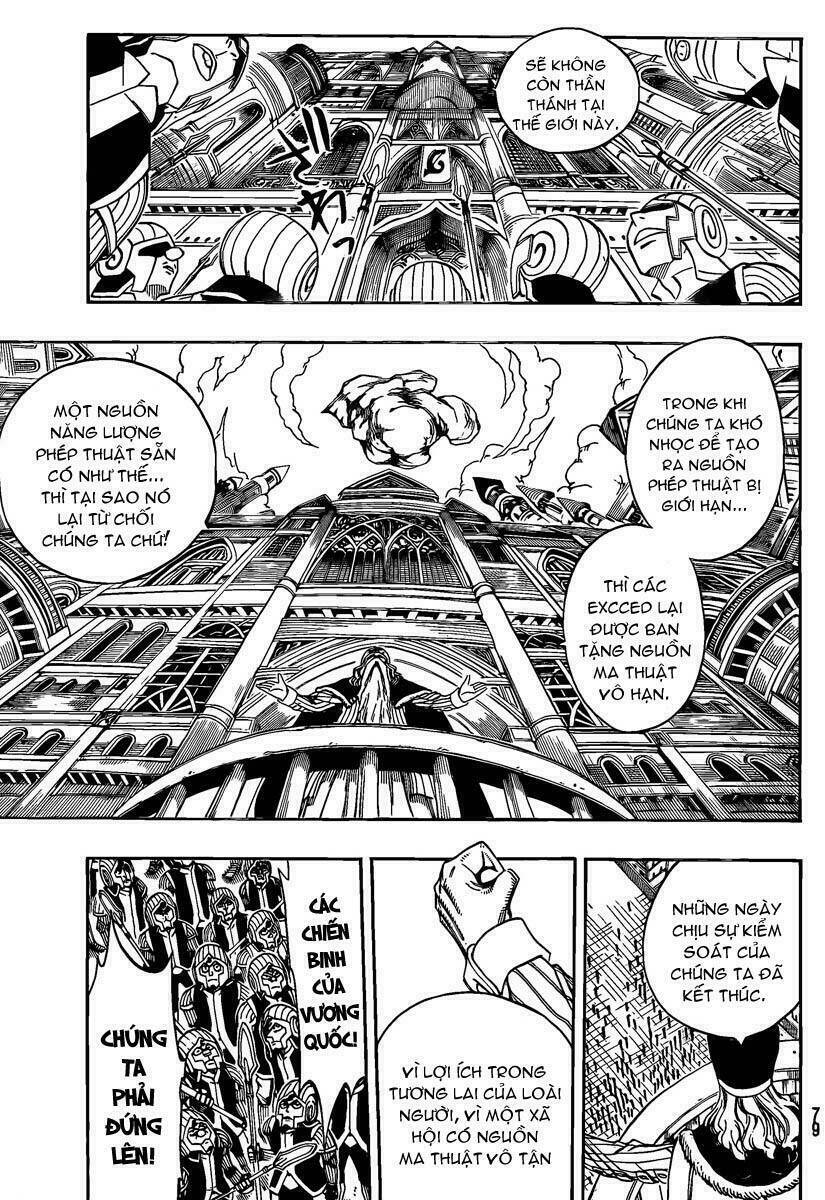 SẼ KHÔNG
CÒN THẦN
THÁNH TẠI
THẾ GIỚI NÀY.
TRONG KHI
CHÚNG TA KHÓ
NHỌC ĐỂ TẠO
RA NGUỒN
PHÉP THUẬT BỊ
GIỚI HẠN...
THÌ CÁC
EXCCED LẠI
ĐƯỢC BAN
TẶNG NGUỒN
MA THUẬT
VÔ HẠN.
MỘT NGUỒN
NĂNG LƯỢNG
PHÉP THUẬT SẴN
CÓ NHƯ THẾ...
THÌ TẠI SAO NÓ
LẠI TỪ CHỐI
CHÚNG TA CHỨ!
NHỮNG NGÀY
CHỊU SỰ KIỂM
SOÁT CỦA
CHÚNG TA ĐÃ
KẾT THÚC.
VÌ LỢI ÍCH TRONG
TƯƠNG LAI CỦA LOÀI
NGƯỜI, VÌ MỘT XÃ
HỘI CÓ NGUỒN
MA THUẬT VÔ TẬN
CÁC
CHIẾN
BINH CỦA
VƯƠNG
QUỐC!
CHÚNG
TA PHẢI
ĐỨNG
LÊN!
79